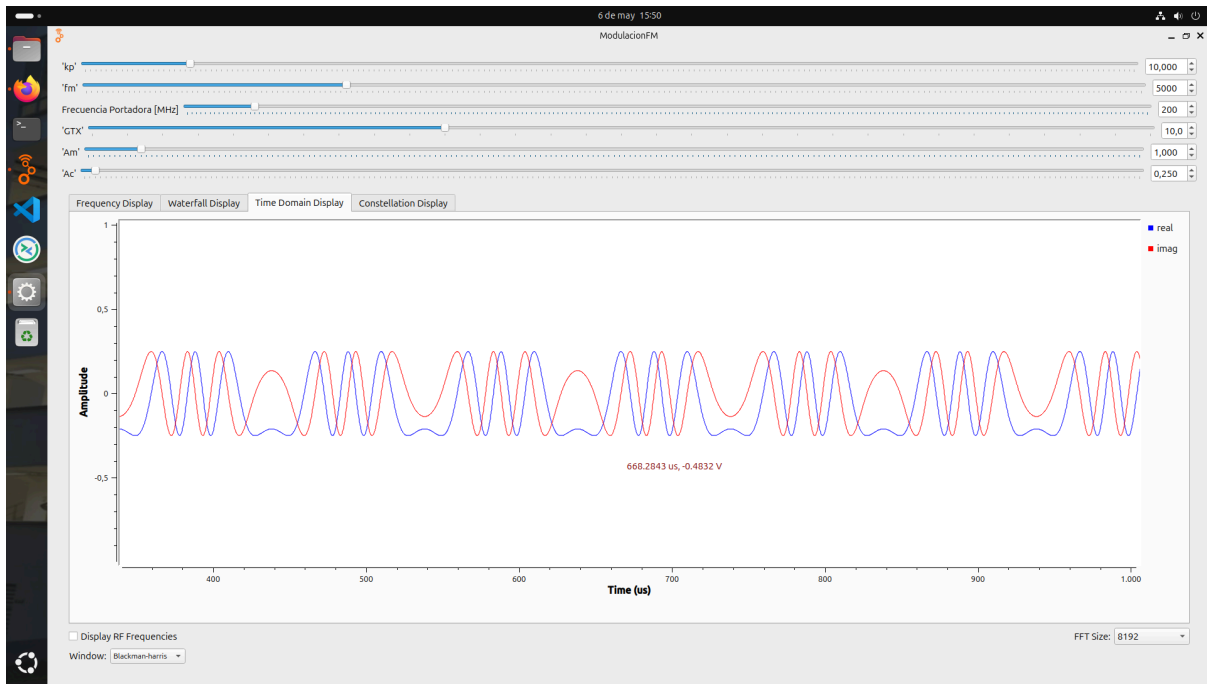 6 de may 15:50
ModulacionFM
'kp' 10,000
'fm' 5000
Frecuencia Portadora [MHz] 200
'GTX' 10,0
'Am' 1,000
'Ac' 0,250
Frequency Display Waterfall Display Time Domain Display Constellation Display
real
imag
1
0,5
0
-0,5
Amplitude
668.2843 us, -0.4832 V
400 500 600 700 800 900 1.000
Time (us)
Display RF Frequencies FFT Size: 8192
Window: Blackman-harris